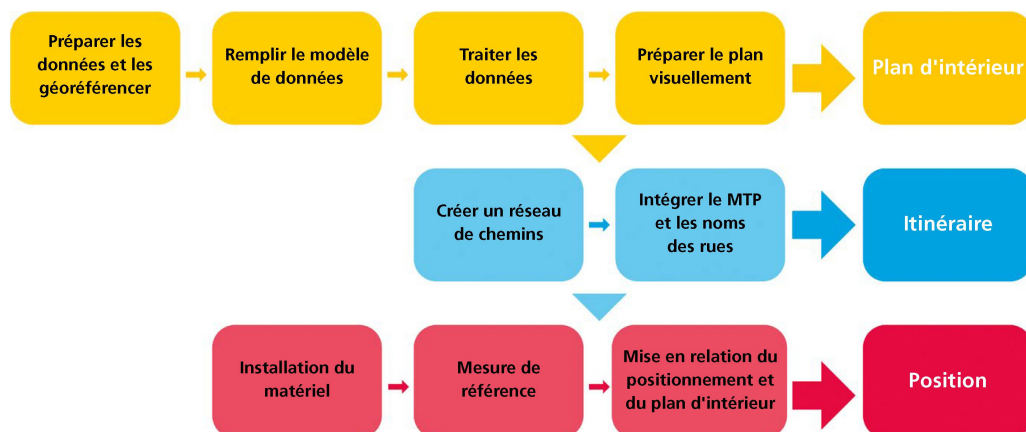 Préparer les
données et les
géoréférencer
Remplir le modèle
de données
Traiter les
données
Préparer le plan
visuellement
Plan d'intérieur
Créer un réseau
de chemins
Intégrer le MTP
et les noms
des rues
Itinéraire
Installation du
matériel
Mesure de
référence
Mise en relation du
positionnement et
du plan d'intérieur
Position